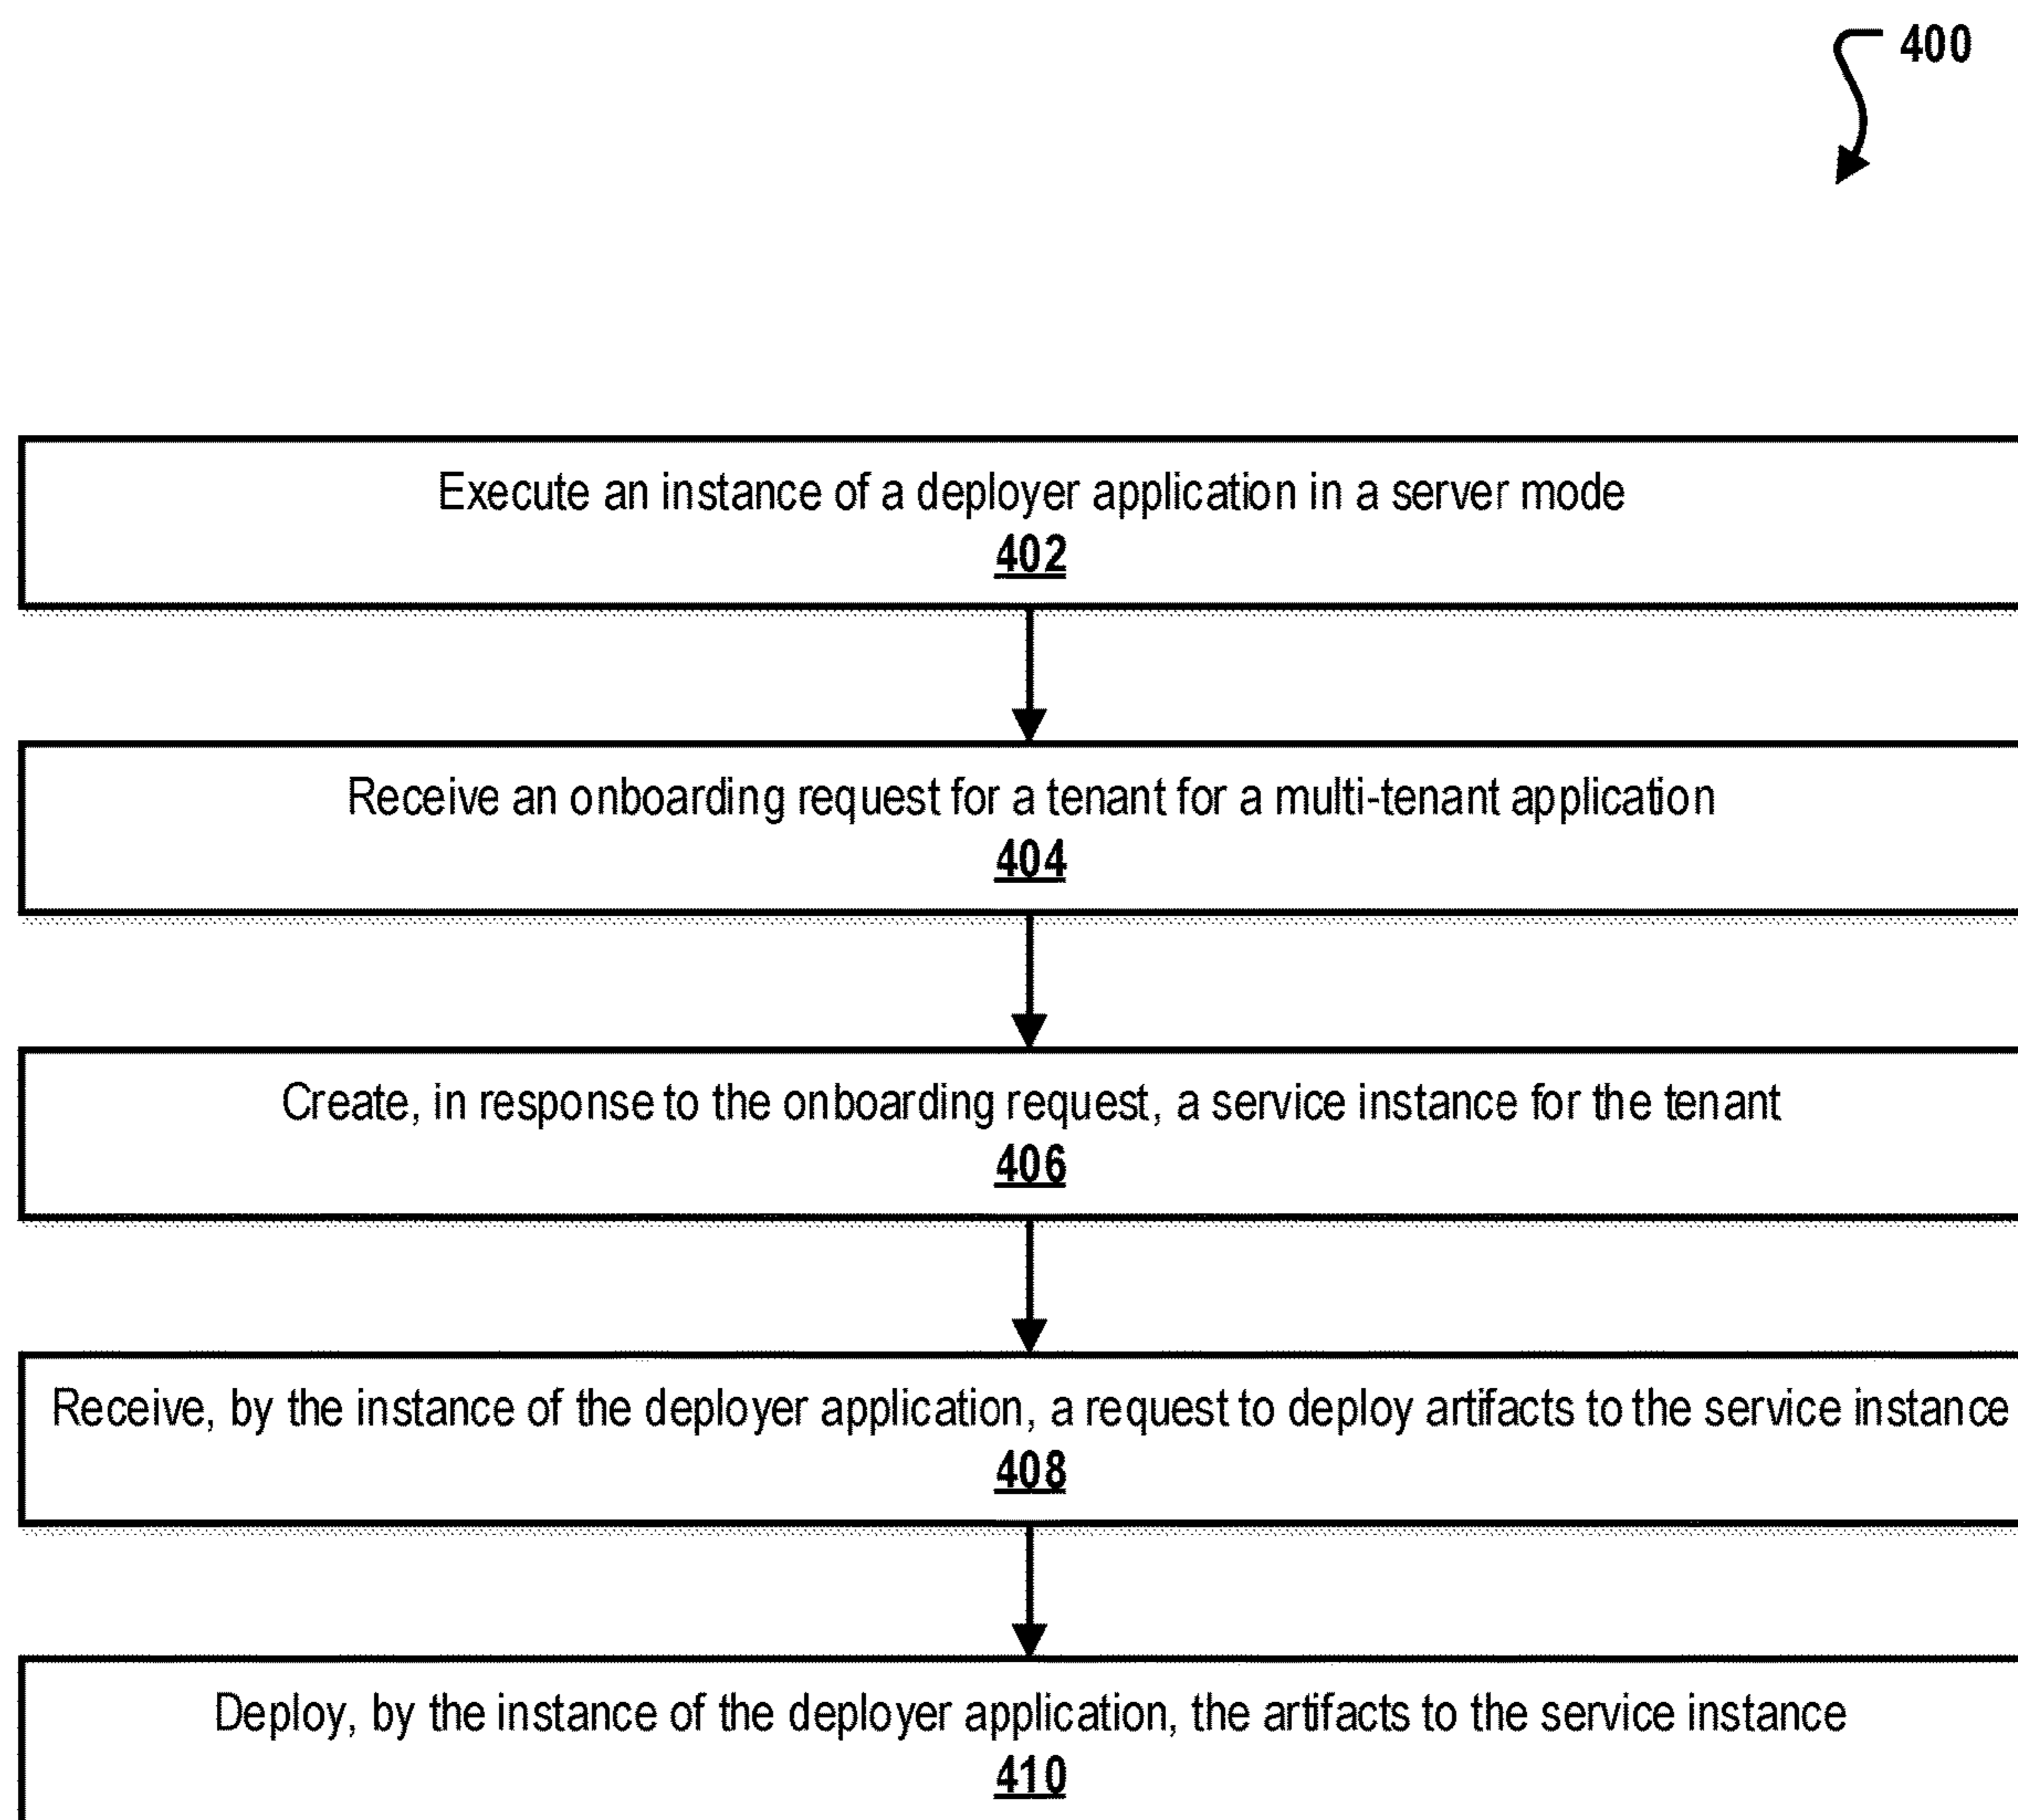 400
Execute an instance of a deployer application in a server mode
402
Receive an onboarding request for a tenant for a multi-tenant application
404
Create, in response to the onboarding request, a service instance for the tenant
406
Receive, by the instance of the deployer application, a request to deploy artifacts to the service instance
408
Deploy, by the instance of the deployer application, the artifacts to the service instance
410